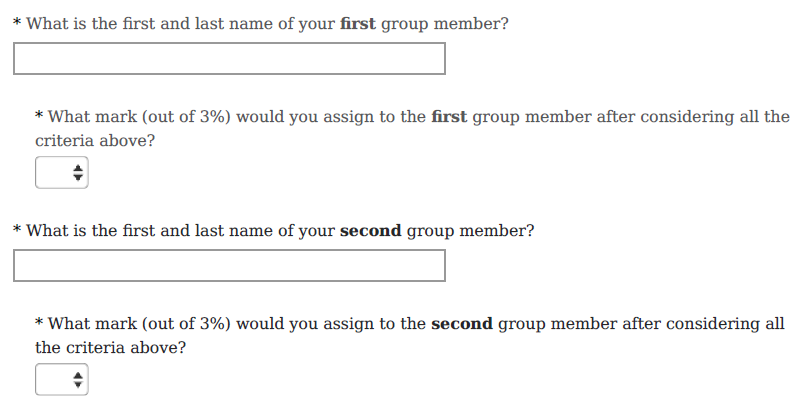 * What is the first and last name of your first group member?
* What mark (out of 3%) would you assign to the first group member after considering all the
criteria above?
* What is the first and last name of your second group member?
* What mark (out of 3%) would you assign to the second group member after considering all
the criteria above?